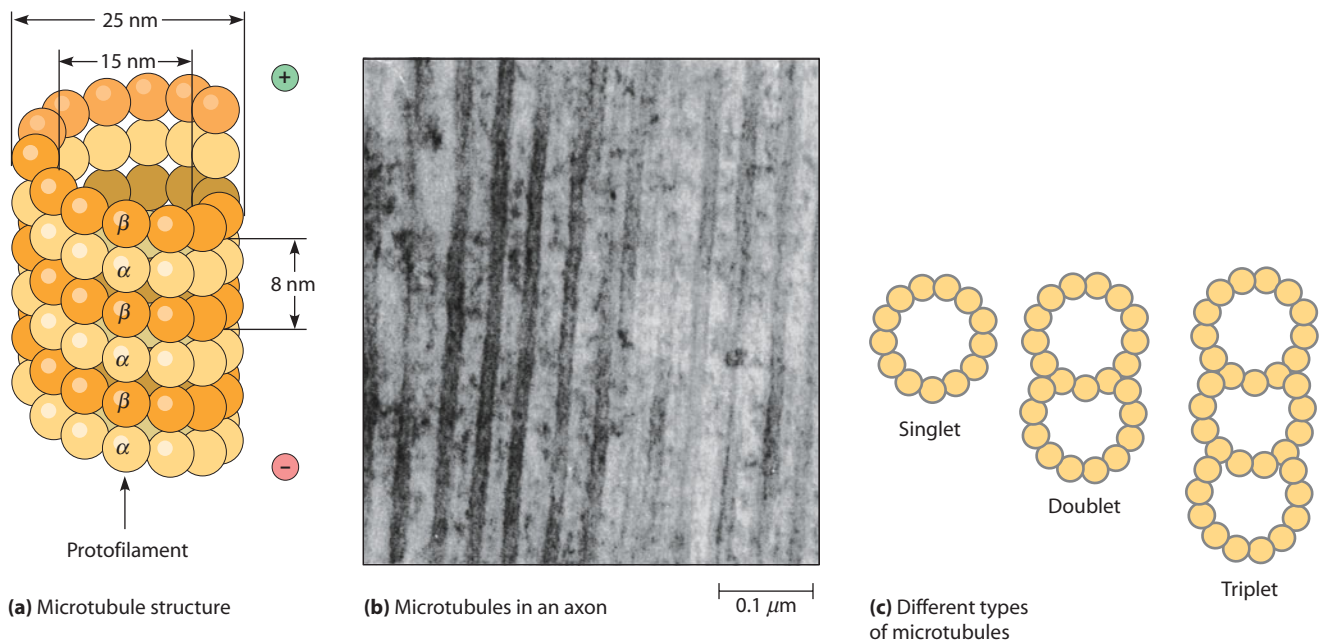 25 nm
15 nm
+
β
α
8 nm
β
α
β
α
−
Protofilament
(a) Microtubule structure
(b) Microtubules in an axon
0.1 μm
Singlet
Doublet
Triplet
(c) Different types
of microtubules